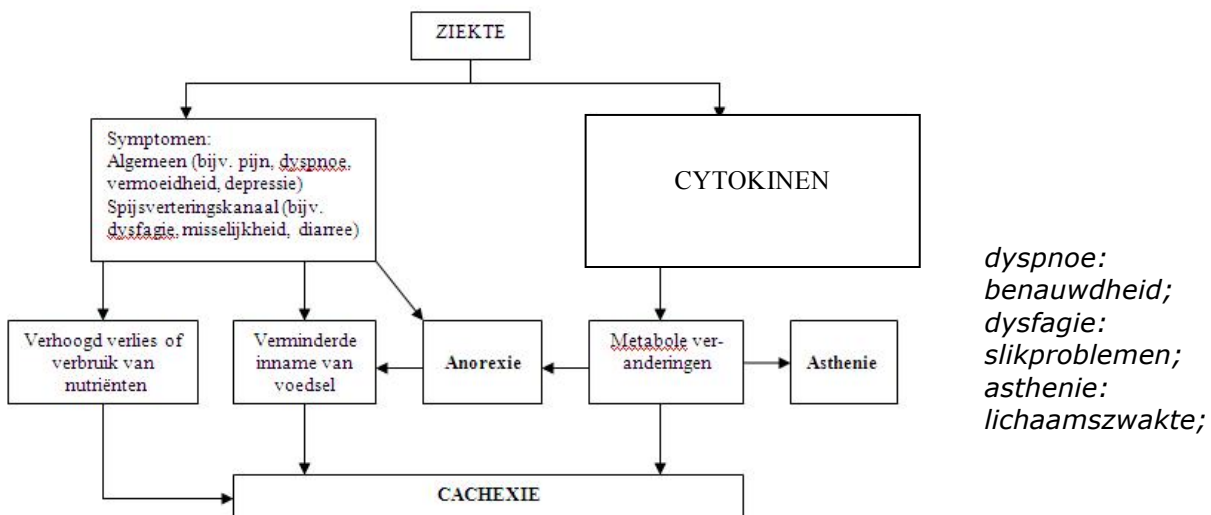 ZIEKTE
Symptomen:
Algemeen (bijv. pijn, dyspnoe,
vermoeidheid, depressie)
Spijsverteringskanaal (bijv.
dysfagie, misselijkheid, diarree)
CYTOKINEN
dyspnoe:
benauwdheid;
dysfagie:
slikproblemen;
asthenie:
lichaamszwakte;
Verhoogd verlies of
verbruik van
nutriënten
Verminderde
inname van
voedsel
Anorexie
Metabole ver-
anderingen
Asthenie
CACHEXIE